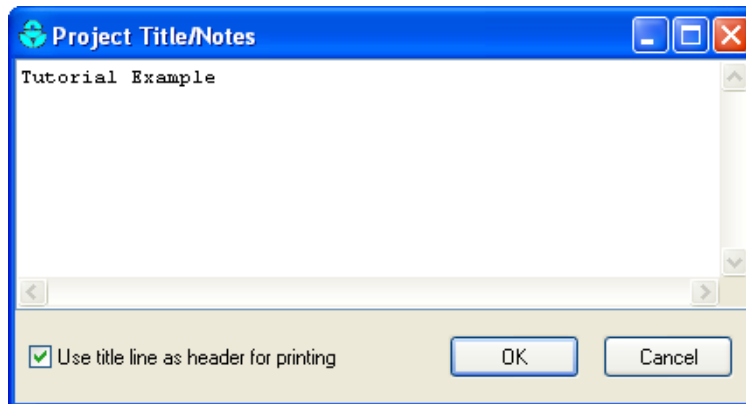 Project Title/Notes
Tutorial Example
Use title line as header for printing
OK
Cancel